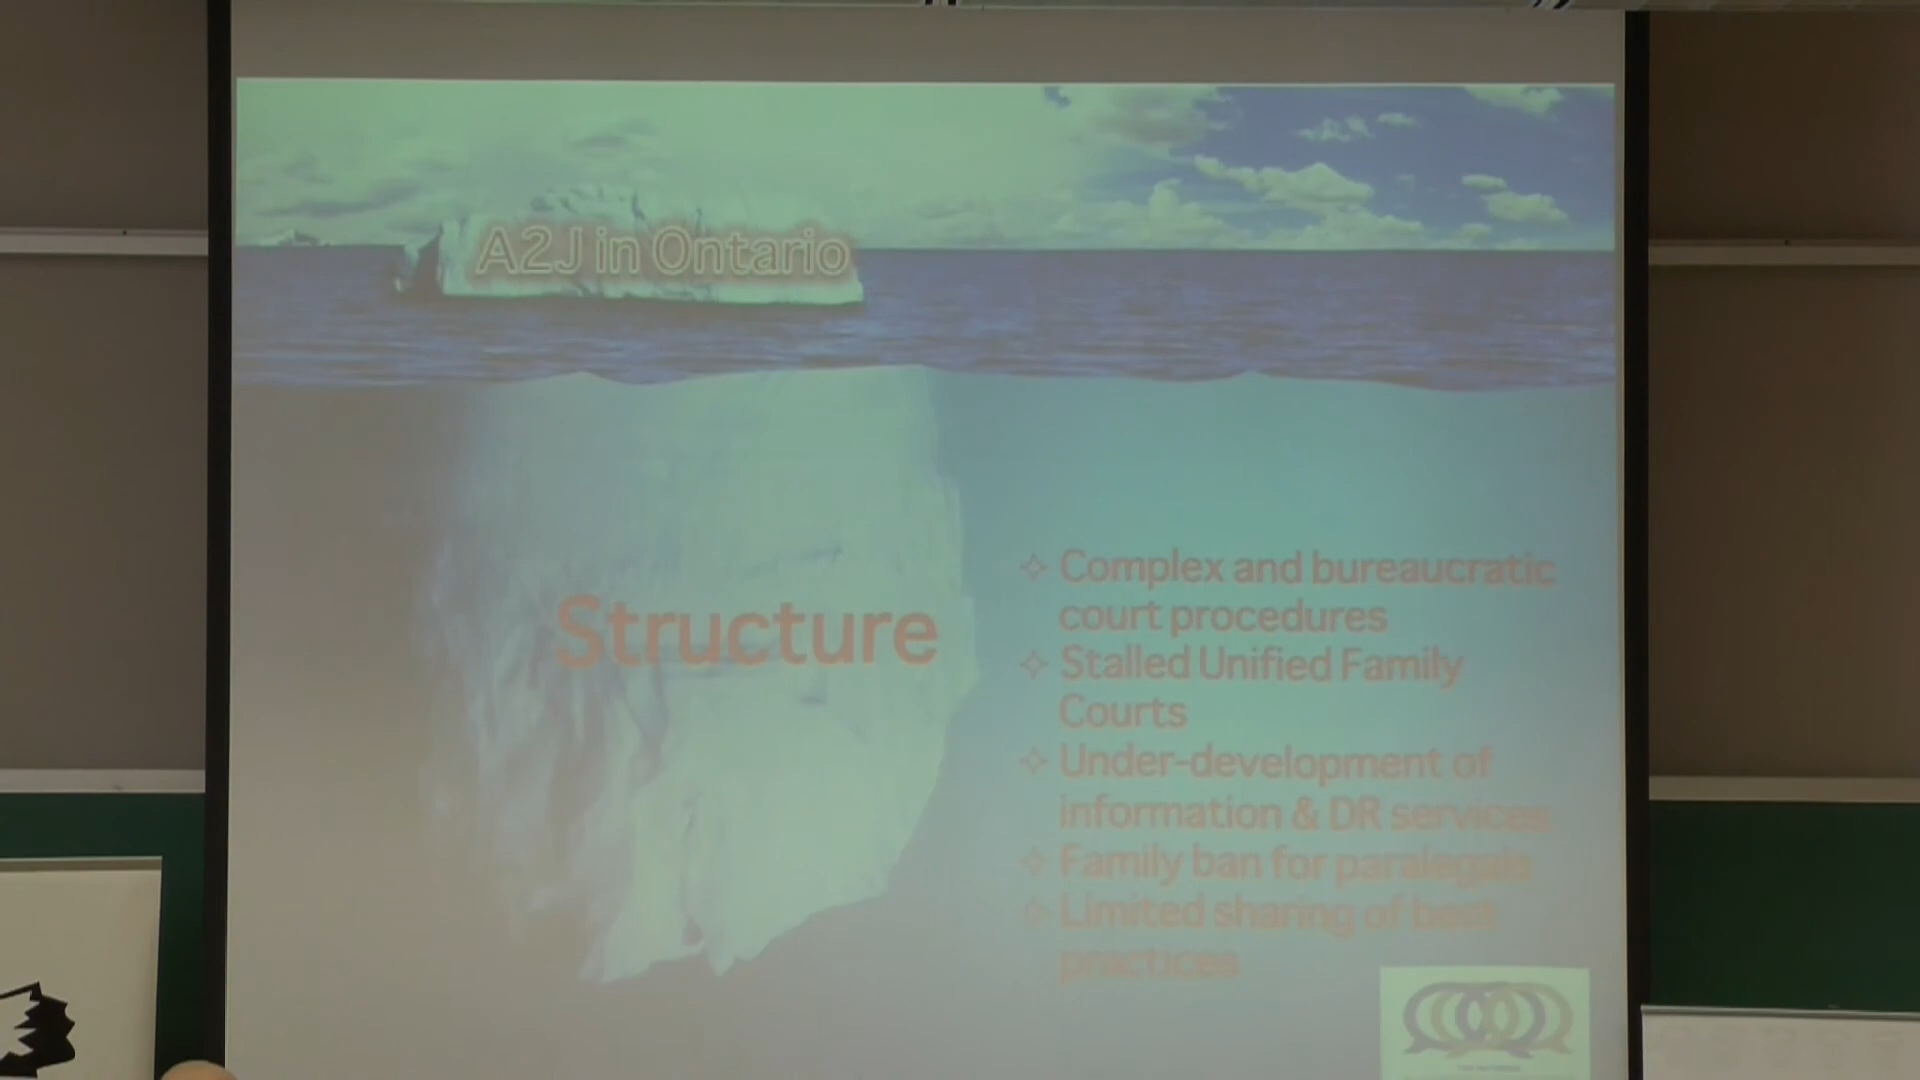 A2J in Ontario
Structure
Complex and bureaucratic
court procedures
Stalled Unified Family
Courts
Under-development of
information & DR services
Family ban for paralegals
Limited sharing of best
practices